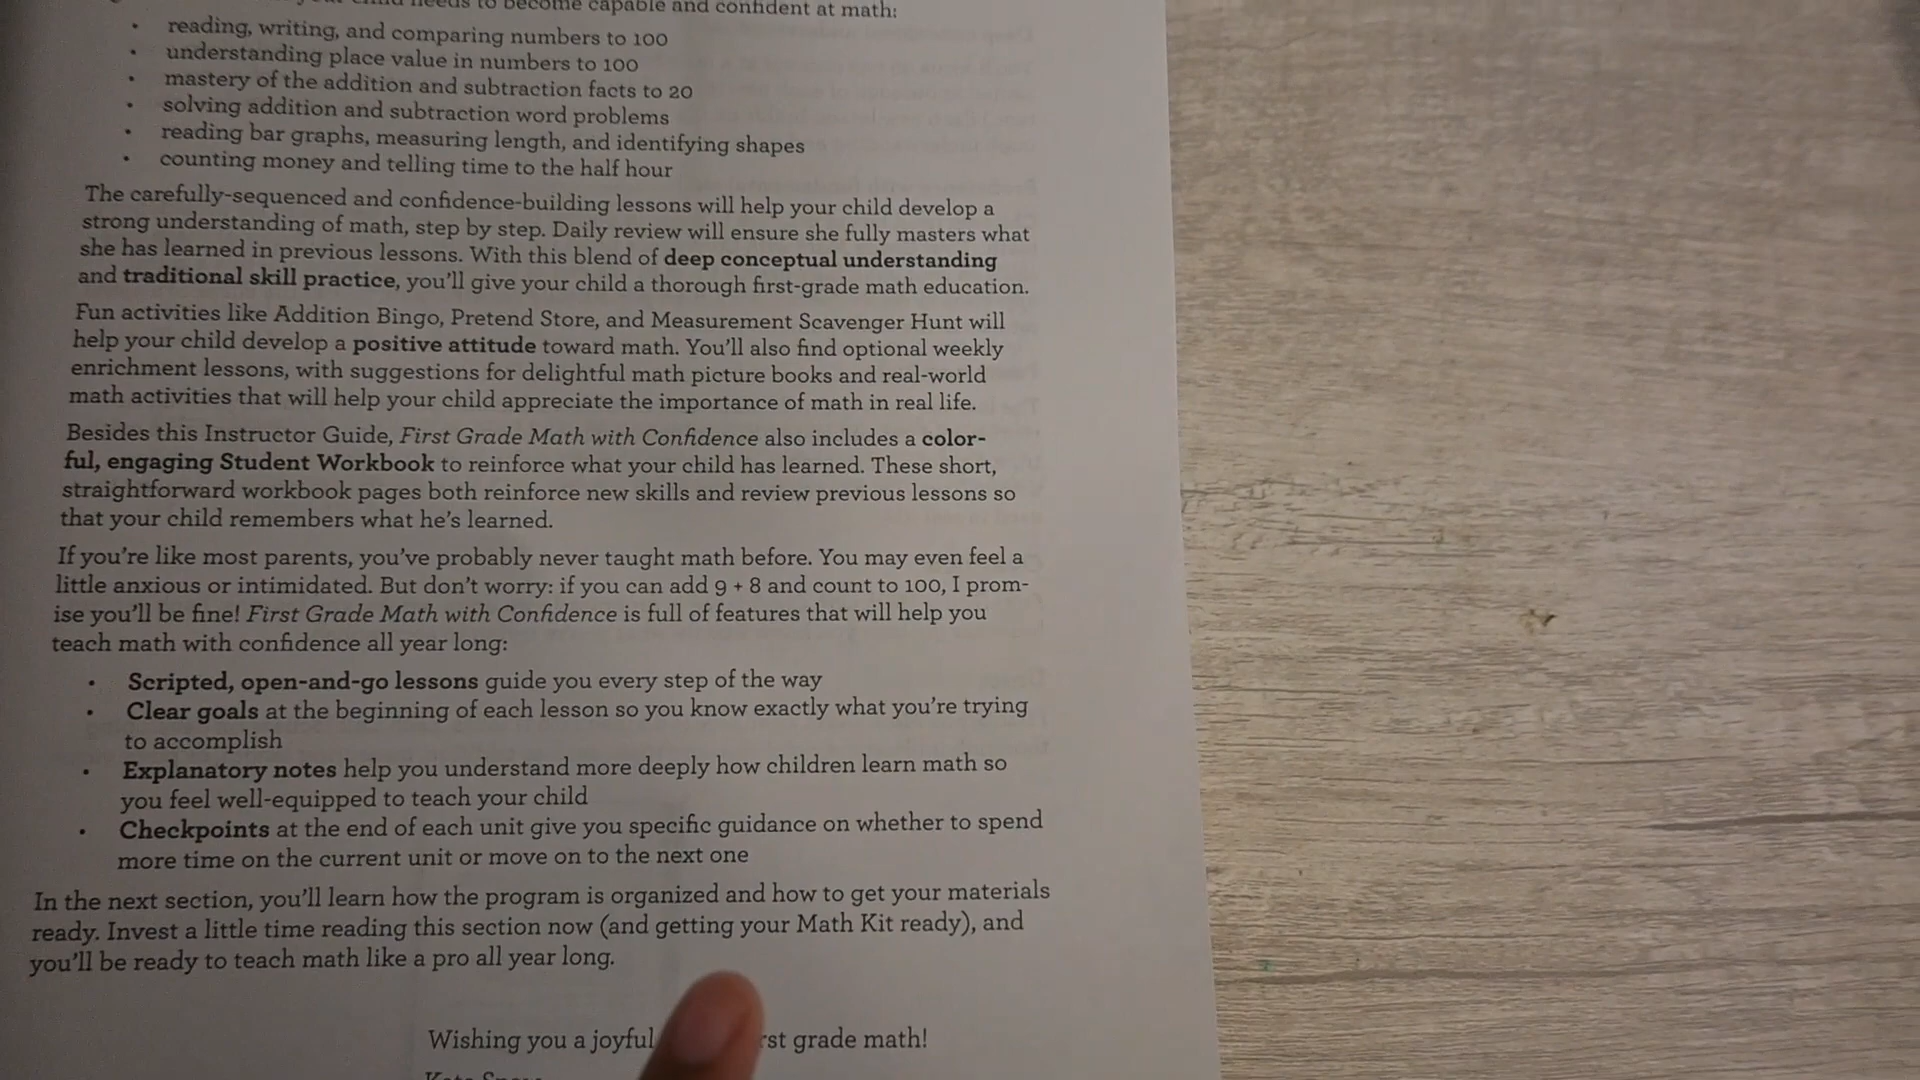 child needs to become capable and confident at math:
• reading, writing, and comparing numbers to 100
• understanding place value in numbers to 100
• mastery of the addition and subtraction facts to 20
• solving addition and subtraction word problems
• reading bar graphs, measuring length, and identifying shapes
• counting money and telling time to the half hour
The carefully-sequenced and confidence-building lessons will help your child develop a
strong understanding of math, step by step. Daily review will ensure she fully masters what
she has learned in previous lessons. With this blend of deep conceptual understanding
and traditional skill practice, you'll give your child a thorough first-grade math education.
Fun activities like Addition Bingo, Pretend Store, and Measurement Scavenger Hunt will
help your child develop a positive attitude toward math. You'll also find optional weekly
enrichment lessons, with suggestions for delightful math picture books and real-world
math activities that will help your child appreciate the importance of math in real life.
Besides this Instructor Guide, First Grade Math with Confidence also includes a color-
ful, engaging Student Workbook to reinforce what your child has learned. These short,
straightforward workbook pages both reinforce new skills and review previous lessons so
that your child remembers what he's learned.
If you're like most parents, you've probably never taught math before. You may even feel a
little anxious or intimidated. But don't worry: if you can add 9 + 8 and count to 100, I prom-
ise you'll be fine! First Grade Math with Confidence is full of features that will help you
teach math with confidence all year long:
• Scripted, open-and-go lessons guide you every step of the way
• Clear goals at the beginning of each lesson so you know exactly what you're trying
to accomplish
• Explanatory notes help you understand more deeply how children learn math so
you feel well-equipped to teach your child
• Checkpoints at the end of each unit give you specific guidance on whether to spend
more time on the current unit or move on to the next one
In the next section, you'll learn how the program is organized and how to get your materials
ready. Invest a little time reading this section now (and getting your Math Kit ready), and
you'll be ready to teach math like a pro all year long.
Wishing you a joyful rst grade math!